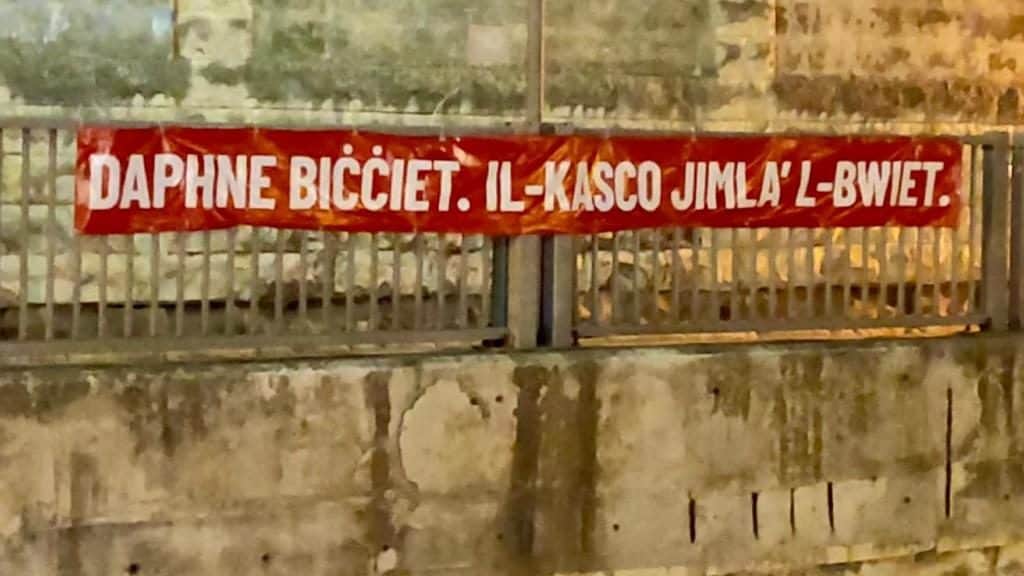 DAPHNE BIĊĊIET. IL-KASCO JIMLA' L-BWIET.